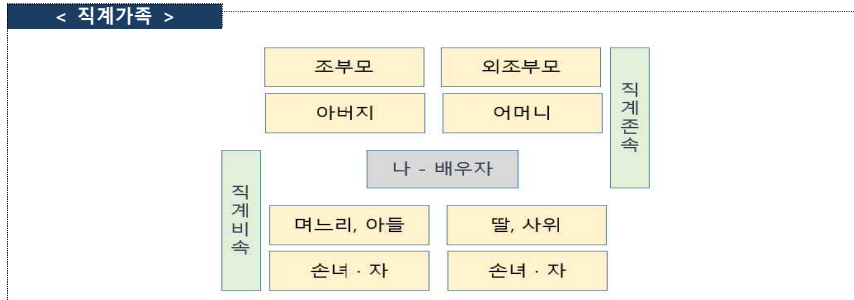 < 직계가족 >
조부모 외조부모
아버지 어머니
직계존속
나 - 배우자
직계비속
며느리, 아들 딸, 사위
손녀 · 자 손녀 · 자